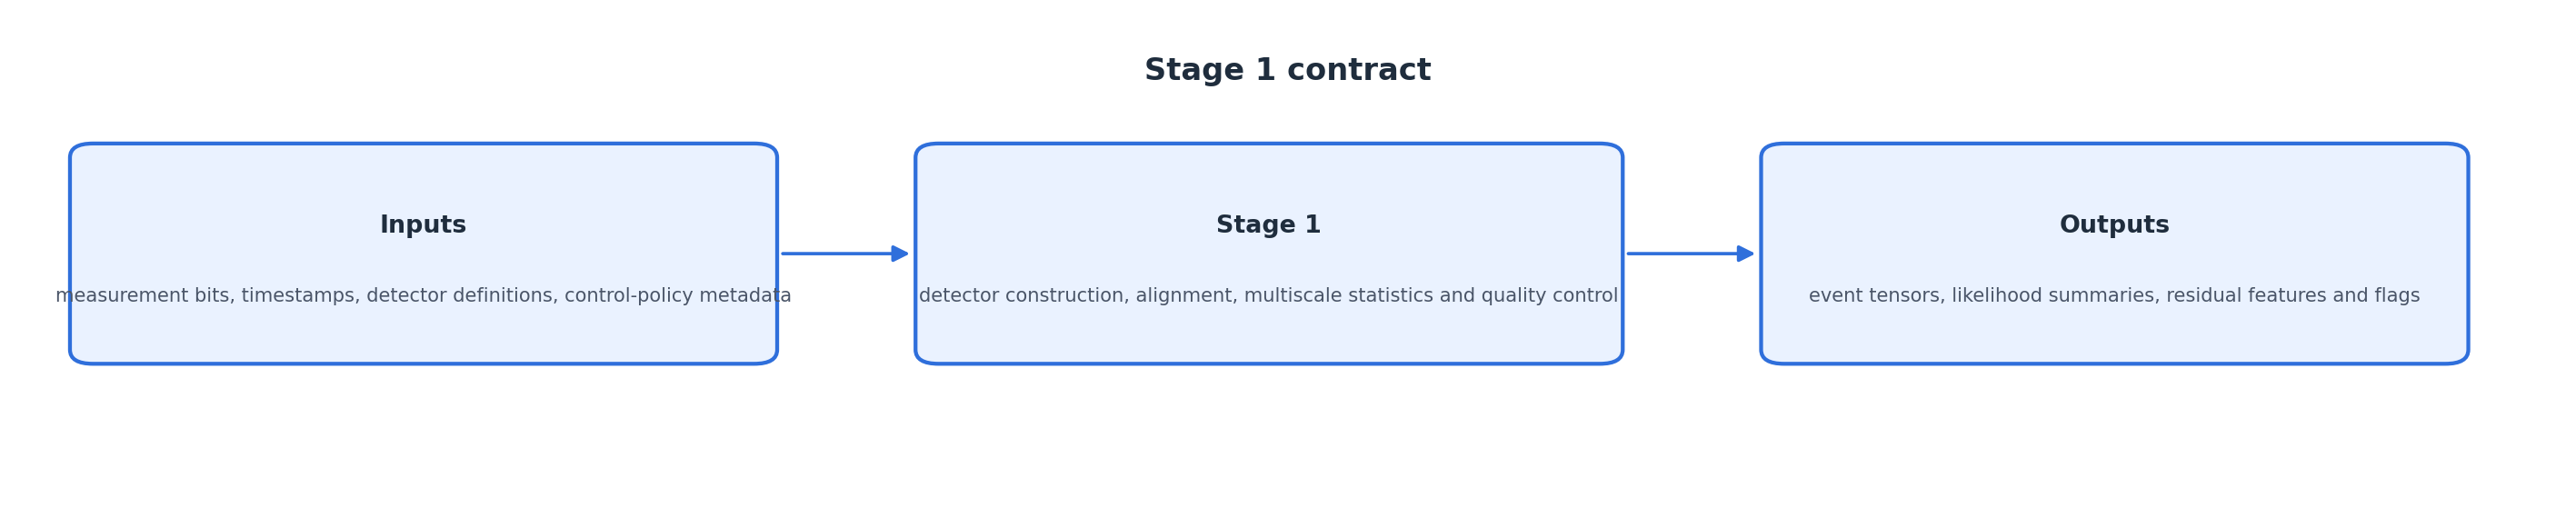 Stage 1 contract
Inputs
measurement bits, timestamps, detector definitions, control-policy metadata
Stage 1
detector construction, alignment, multiscale statistics and quality control
Outputs
event tensors, likelihood summaries, residual features and flags